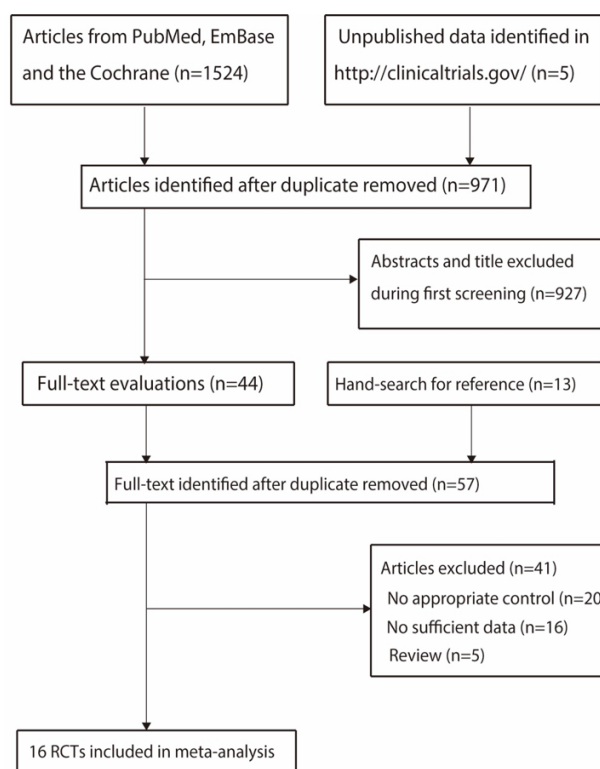 Articles from PubMed, EmBase
and the Cochrane (n=1524)
Unpublished data identified in
http://clinicaltrials.gov/ (n=5)
Articles identified after duplicate removed (n=971)
Abstracts and title excluded
during first screening (n=927)
Full-text evaluations (n=44)
Hand-search for reference (n=13)
Full-text identified after duplicate removed (n=57)
Articles excluded (n=41)
No appropriate control (n=20
No sufficient data (n=16)
Review (n=5)
16 RCTs included in meta-analysis